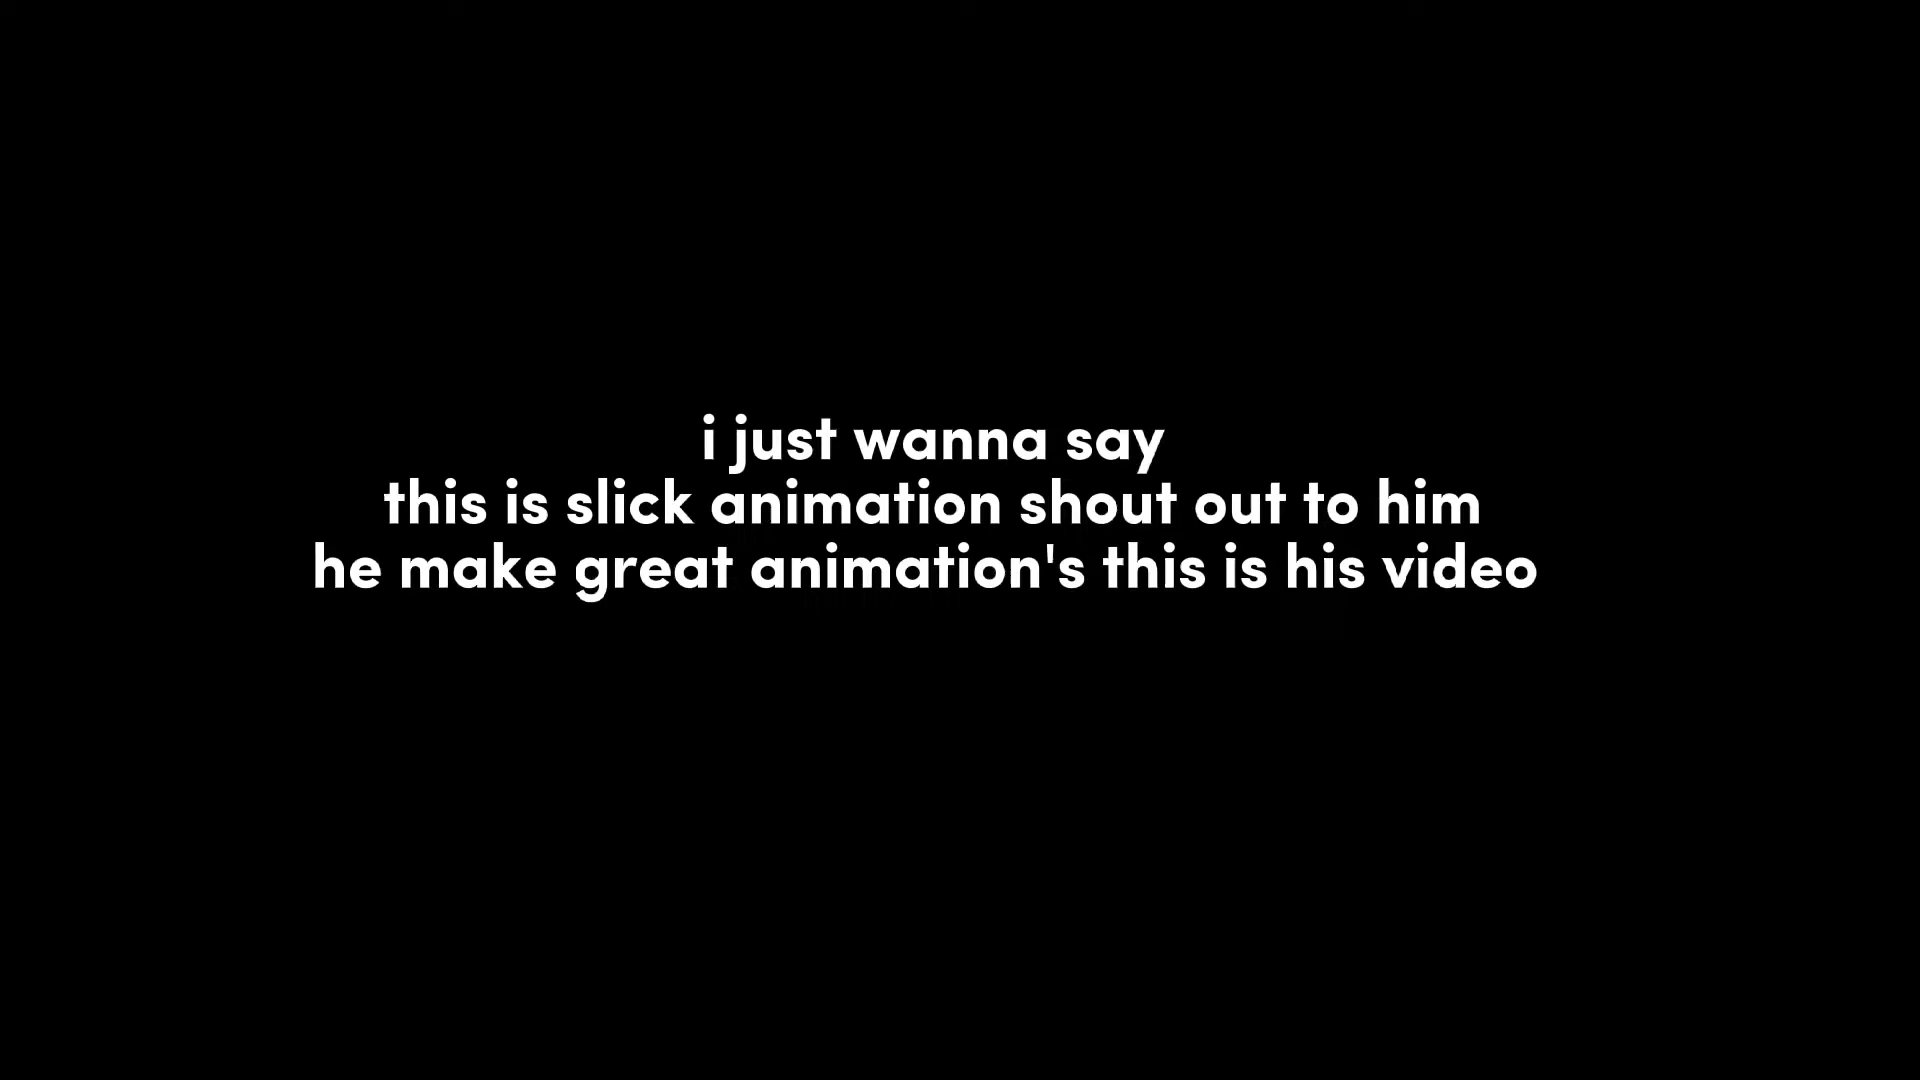 i just wanna say
this is slick animation shout out to him
he make great animation's this is his video